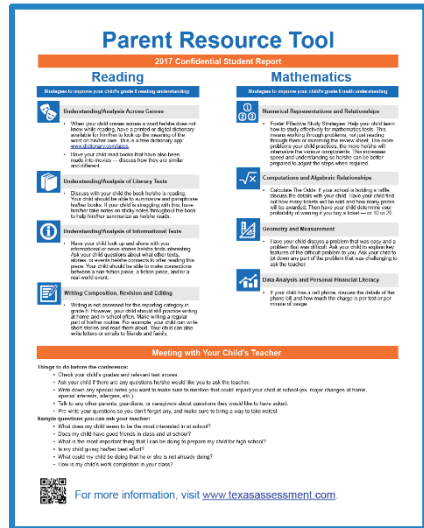 Parent Resource Tool
2017 Confidential Student Report
Reading
Strategies to improve your child's grade 8 reading understanding
Understanding/Analysis Across Genres
• When your child comes across a word he/she does not
know while reading, have a printed or digital dictionary
available for him/her to look up the meaning of the
word on his/her own. This is a free dictionary app
www.dictionary.com/apps.
• Have your child read books that have also been
made into movies — discuss how they are similar
and different.
Understanding/Analysis of Literary Texts
• Discuss with your child the book he/she is reading.
Your child should be able to summarize and paraphrase
his/her books. If your child is struggling with this, have
him/her take notes on sticky notes throughout the book
to help him/her summarize as he/she reads.
Understanding/Analysis of Informational Texts
• Have your child look up and share with you
informational or news stories he/she finds interesting.
Ask your child questions about what other texts,
stories, or events he/she connects to after reading this
piece. Your child should be able to make connections
between a non-fiction piece, a fiction piece, and/or a
real-world event.
Writing Composition, Revision and Editing
• Writing is not assessed for this reporting category in
grade 8. However, your child should still practice writing
at home and in school often. Make writing a regular
part of his/her routine. For example, your child can write
short stories and read them aloud. Your child can also
write letters or emails to friends and family.
Mathematics
Strategies to improve your child's grade 8 math understanding
Numerical Representations and Relationships
• Foster Effective Study Strategies: Help your child learn
how to study effectively for mathematics tests. This
means working through problems, not just reading
through them or skimming the review sheet. The more
problems your child practices, the more he/she will
internalize the various components. This increases
speed and understanding so he/she can be better
prepared to adjust the steps when required.
Computations and Algebraic Relationships
• Calculate The Odds: If your school is holding a raffle,
discuss the details with your child. Have your child find
out how many tickets will be sold and how many prizes
will be awarded. Then have your child determine your
probability of winning if you buy a ticket — or 10 or 20.
Geometry and Measurement
• Have your child discuss a problem that was easy and a
problem that was difficult. Ask your child to explain key
features of the difficult problem to you. Ask your child to
jot down any part of the problem that was challenging to
ask the teacher.
Data Analysis and Personal Financial Literacy
• If your child has a cell phone, discuss the details of the
phone bill and how much the charge is per text or per
minute of usage.
Meeting with Your Child's Teacher
Things to do before the conference:
• Check your child's grades and relevant test scores.
• Ask your child if there are any questions he/she would like you to ask the teacher.
• Write down any special notes you want to make sure to mention that could impact your child at school (ex. major changes at home,
special interests, allergies, etc.)
• Talk to any other parents, guardians, or caregivers about questions they would like to have asked.
• Pre-write your questions so you don't forget any, and make sure to bring a way to take notes!
Sample questions you can ask your teacher:
• What does my child seem to be the most interested in at school?
• Does my child have good friends in class and at school?
• What is the most important thing that I can be doing to prepare my child for high school?
• Is my child giving his/her best effort?
• What could my child be doing that he or she is not already doing?
• How is my child's work completion in your class?
For more information, visit www.texasassessment.com.